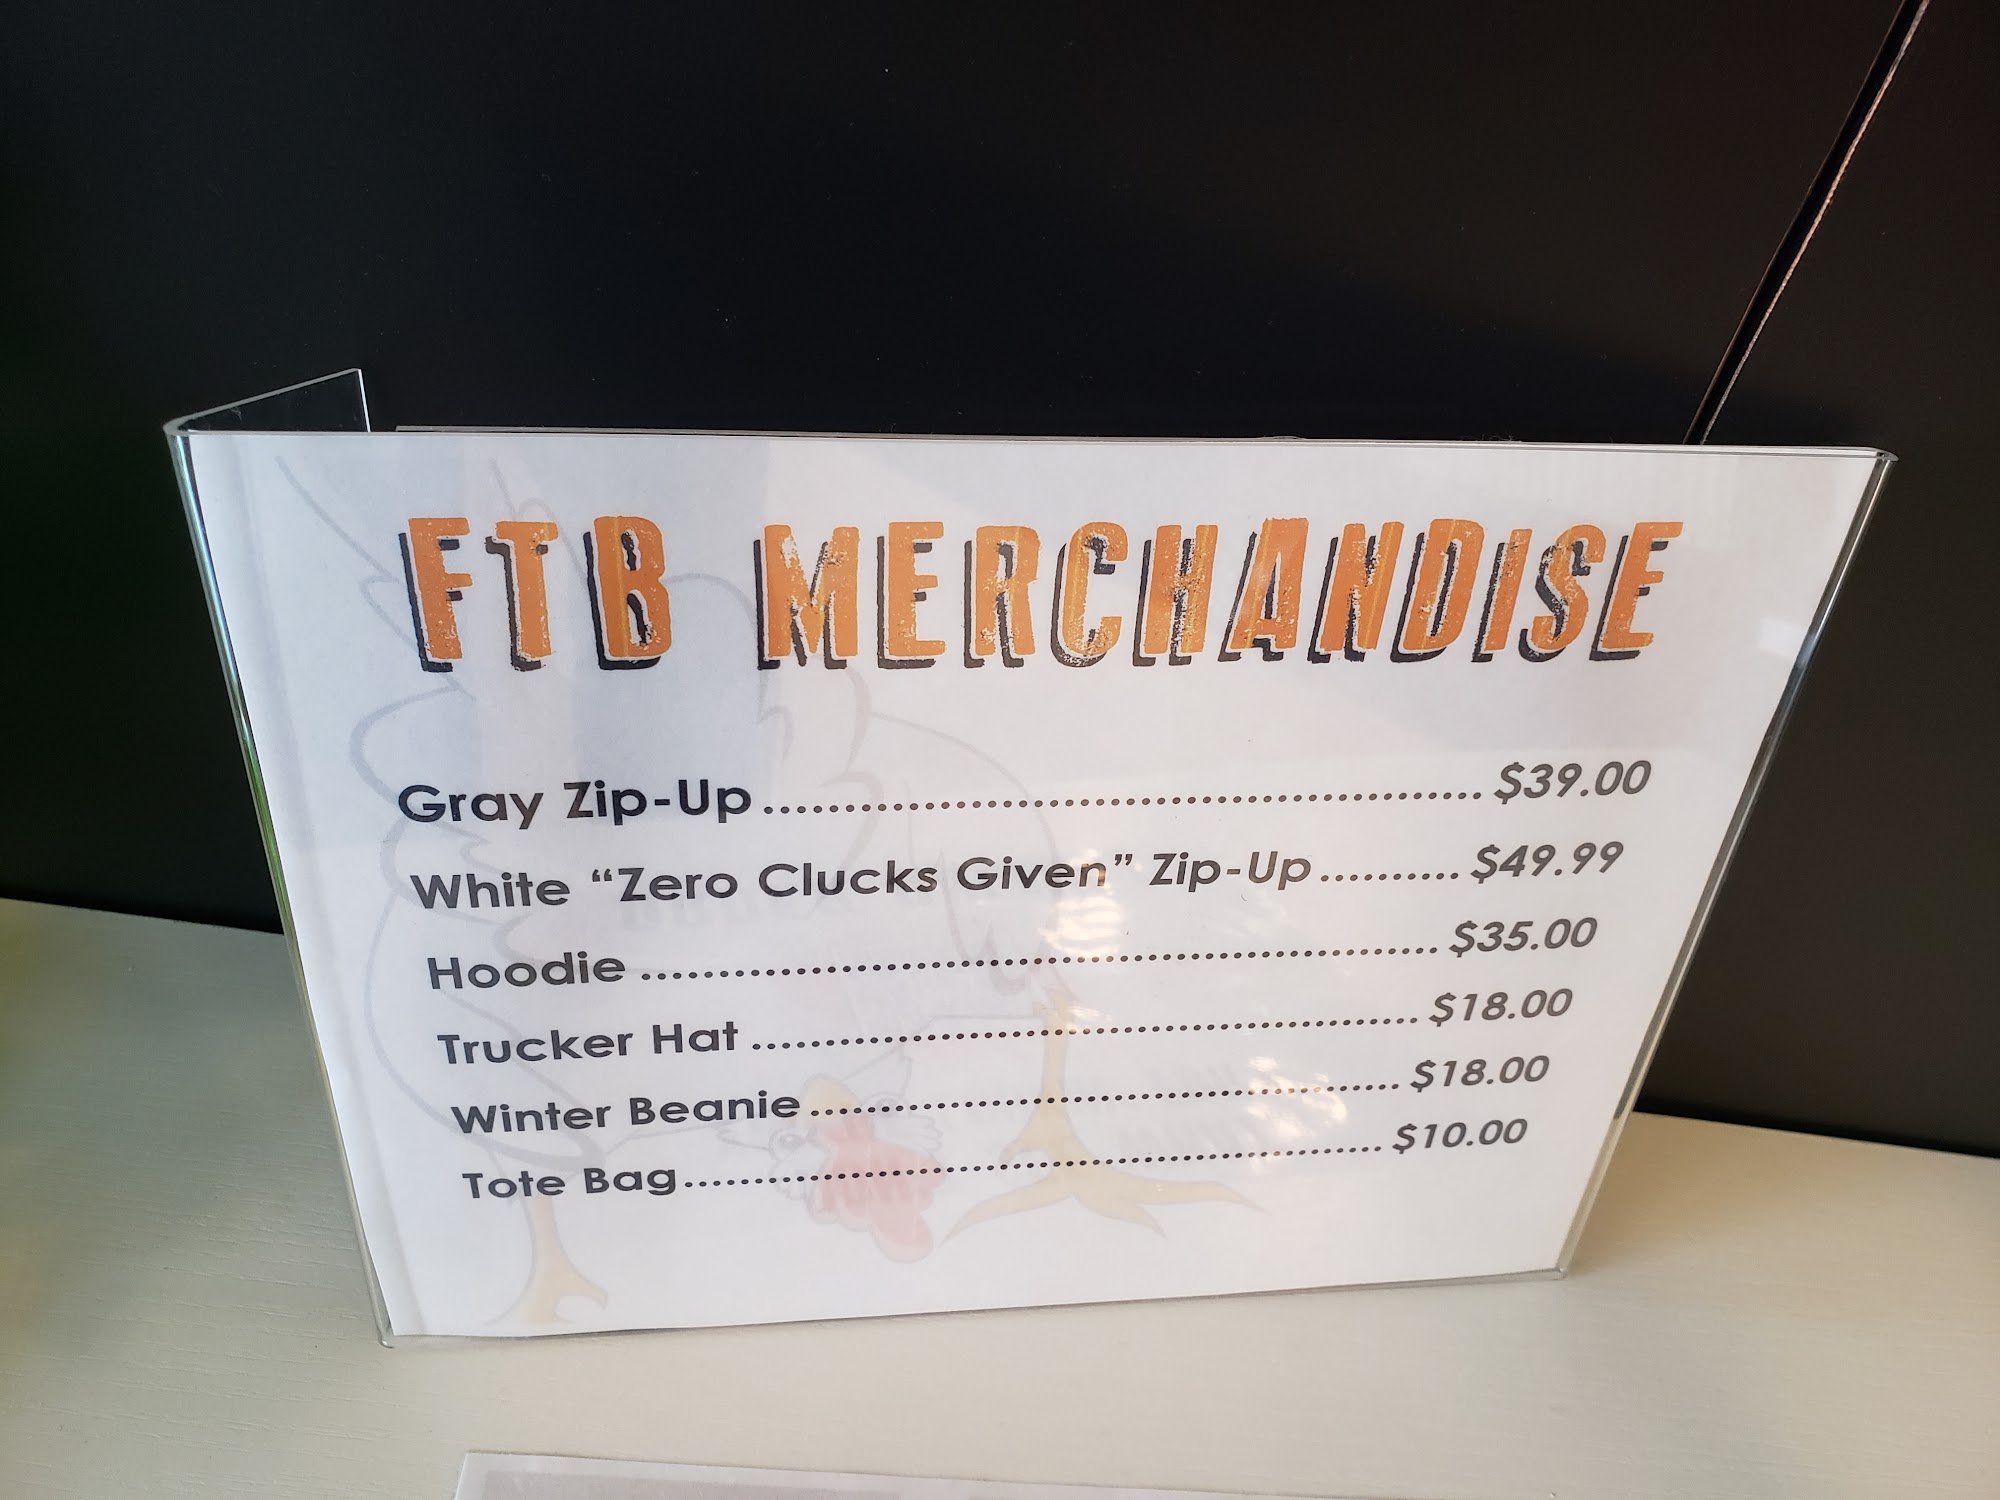 FTB MERCHANDISE
Gray Zip-Up.......................................................$39.00
White “Zero Clucks Given” Zip-Up..........$49.99
Hoodie ..............................................................$35.00
Trucker Hat ....................................................$18.00
Winter Beanie..............................................$18.00
Tote Bag.........................................................$10.00